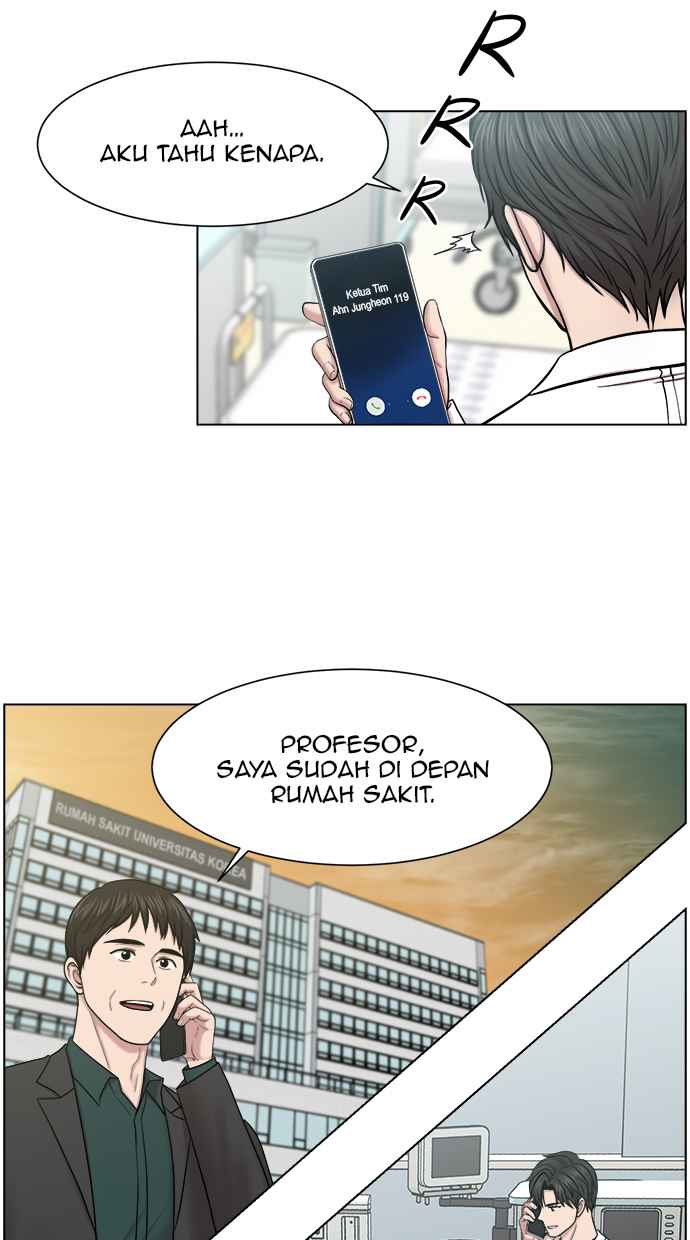 R
R
R
AAH...
AKU TAHU KENAPA.
Ketua Tim
Ahn Jungheon 119
PROFESOR,
SAYA SUDAH DI DEPAN
RUMAH SAKIT.
RUMAH SAKIT UNIVERSITAS KOREA